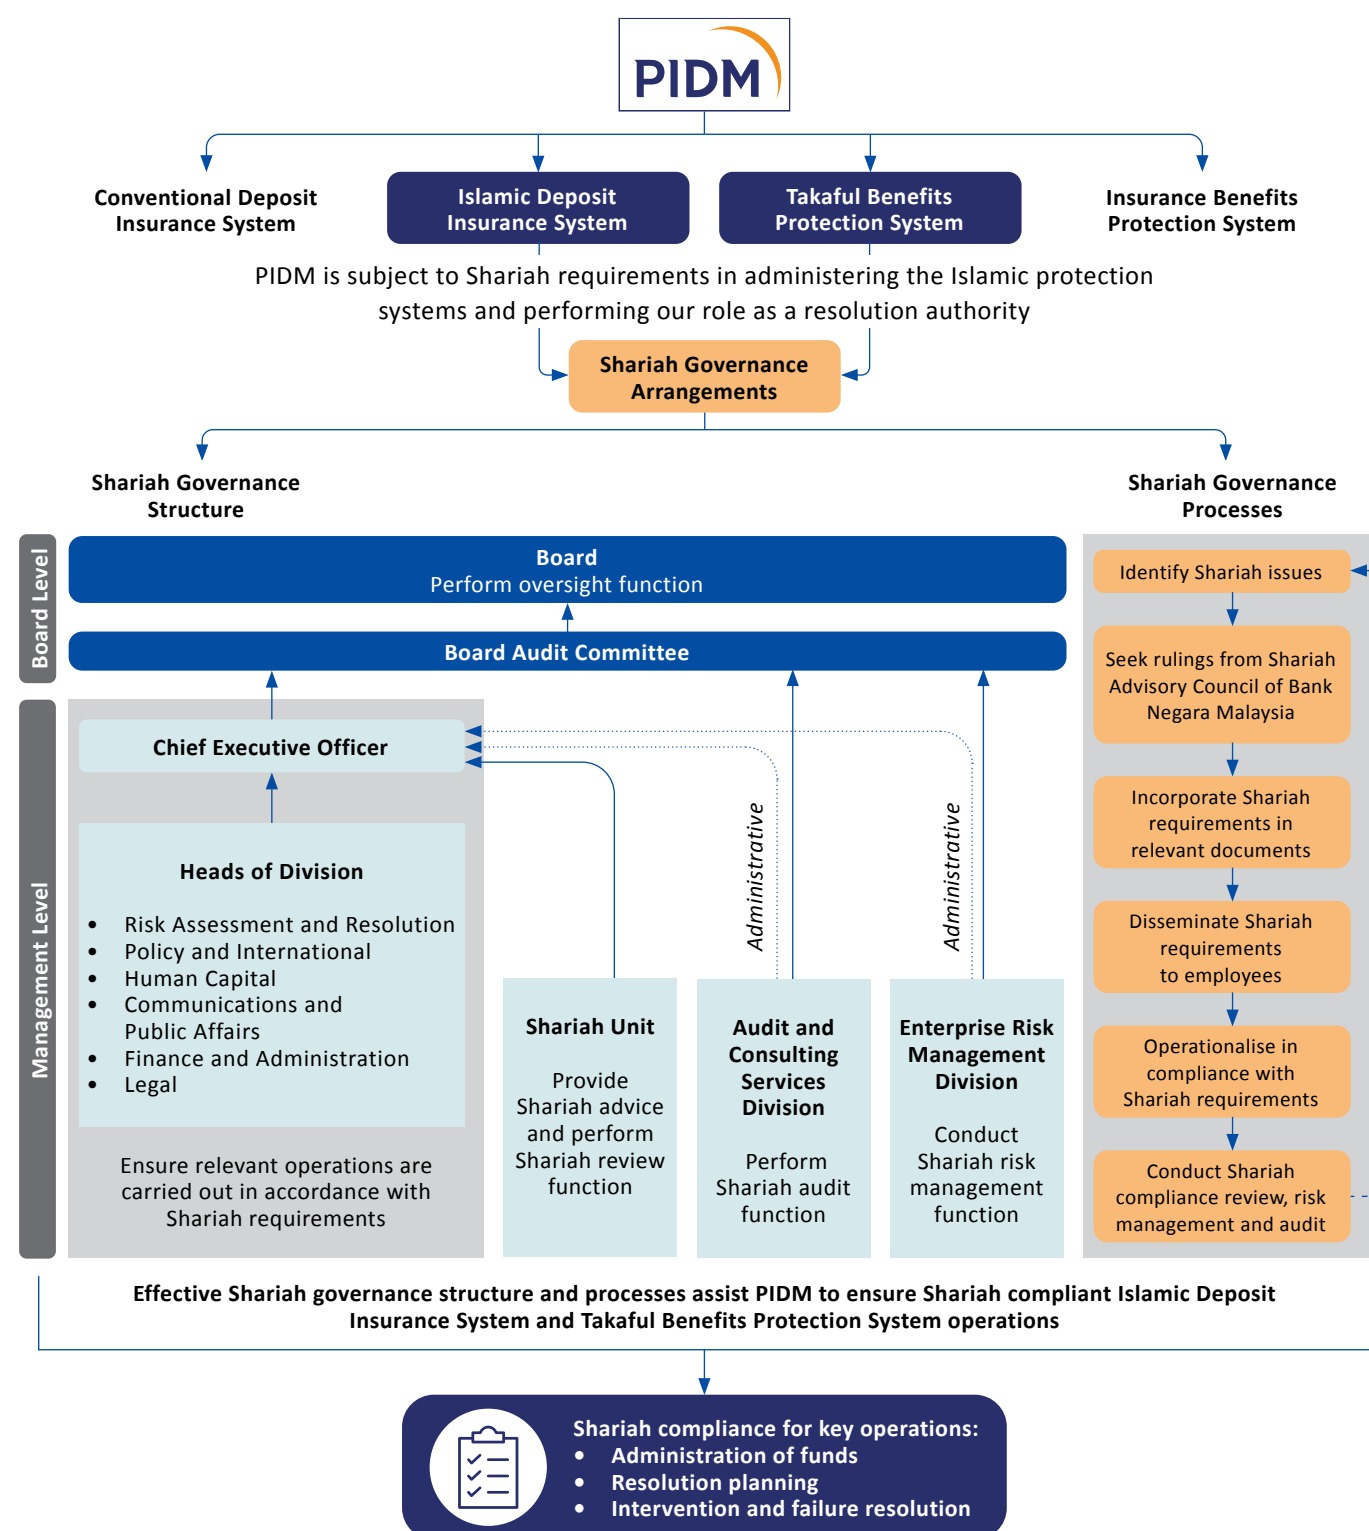 PIDM
Conventional Deposit
Insurance System
Islamic Deposit
Insurance System
Takaful Benefits
Protection System
Insurance Benefits
Protection System
PIDM is subject to Shariah requirements in administering the Islamic protection
systems and performing our role as a resolution authority
Shariah Governance
Arrangements
Shariah Governance
Structure
Shariah Governance
Processes
Board Level
Board
Perform oversight function
Board Audit Committee
Management Level
Chief Executive Officer
Heads of Division
• Risk Assessment and Resolution
• Policy and International
• Human Capital
• Communications and
Public Affairs
• Finance and Administration
• Legal
Ensure relevant operations are
carried out in accordance with
Shariah requirements
Shariah Unit
Provide
Shariah advice
and perform
Shariah review
function
Administrative
Audit and
Consulting
Services
Division
Perform
Shariah audit
function
Administrative
Enterprise Risk
Management
Division
Conduct
Shariah risk
management
function
Identify Shariah issues
Seek rulings from Shariah
Advisory Council of Bank
Negara Malaysia
Incorporate Shariah
requirements in
relevant documents
Disseminate Shariah
requirements
to employees
Operationalise in
compliance with
Shariah requirements
Conduct Shariah
compliance review, risk
management and audit
Effective Shariah governance structure and processes assist PIDM to ensure Shariah compliant Islamic Deposit
Insurance System and Takaful Benefits Protection System operations
Shariah compliance for key operations:
• Administration of funds
• Resolution planning
• Intervention and failure resolution